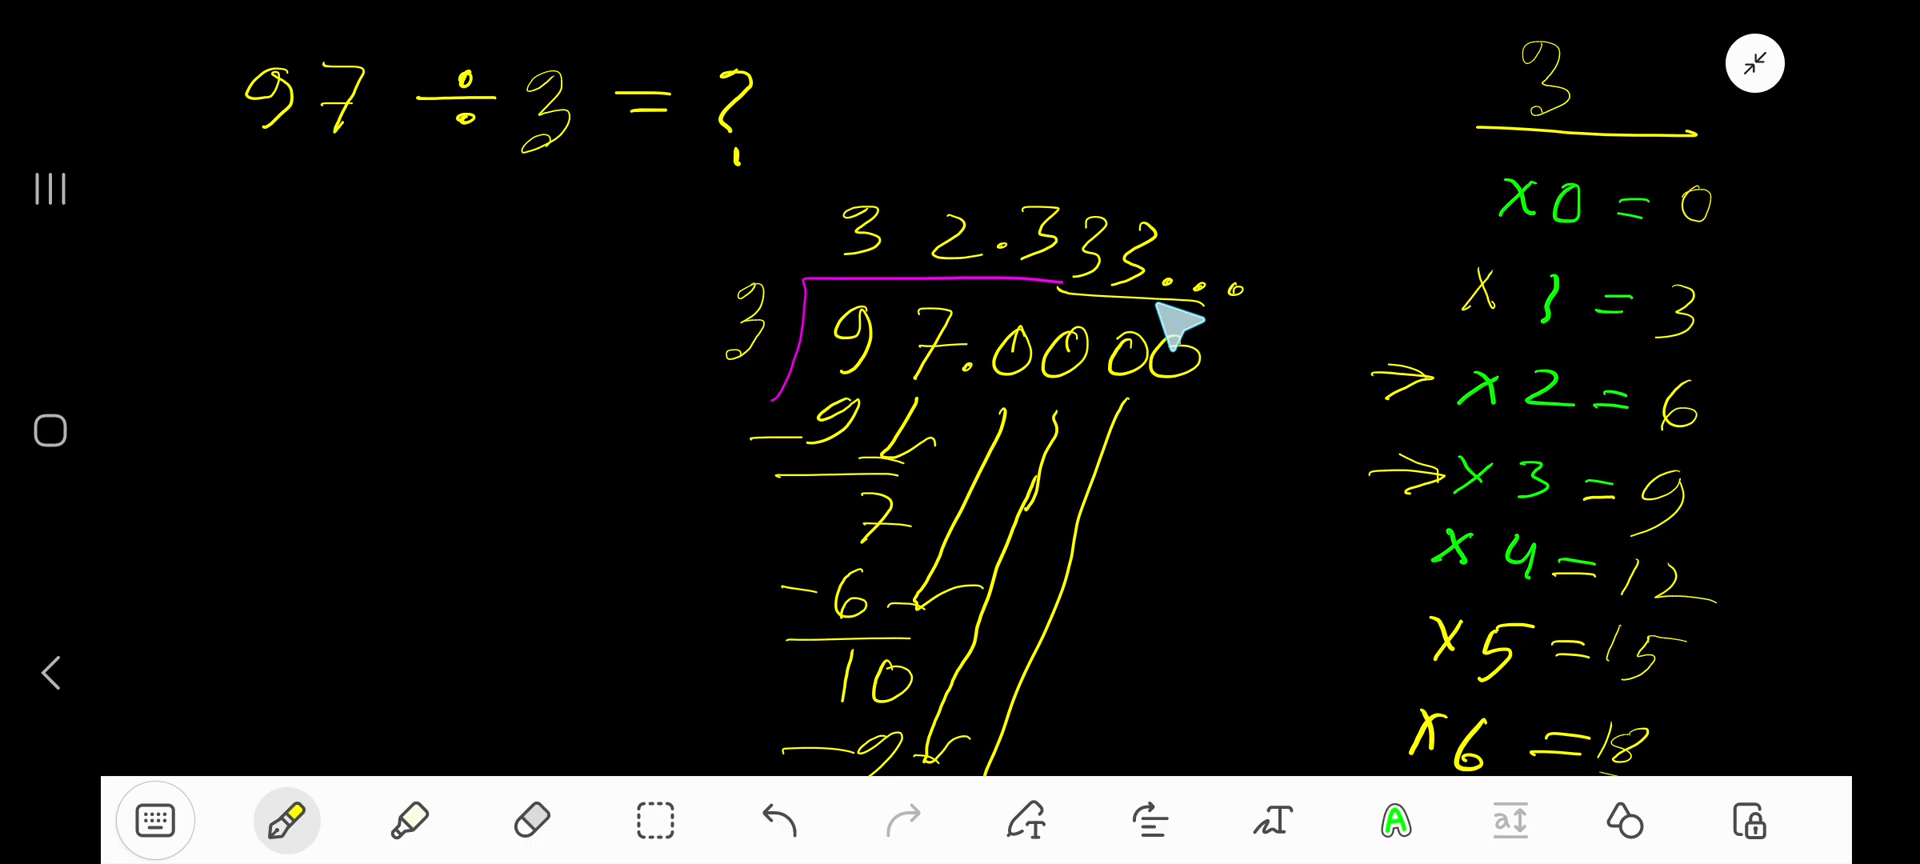 97 ÷ 3 = ?
32.333...
3 97.0000
-9
7
-6
10
-9
3
x0 = 0
x1 = 3
⇒ x2 = 6
⇒ x3 = 9
x4 = 12
x5 = 15
x6 = 18
T
T
A
a